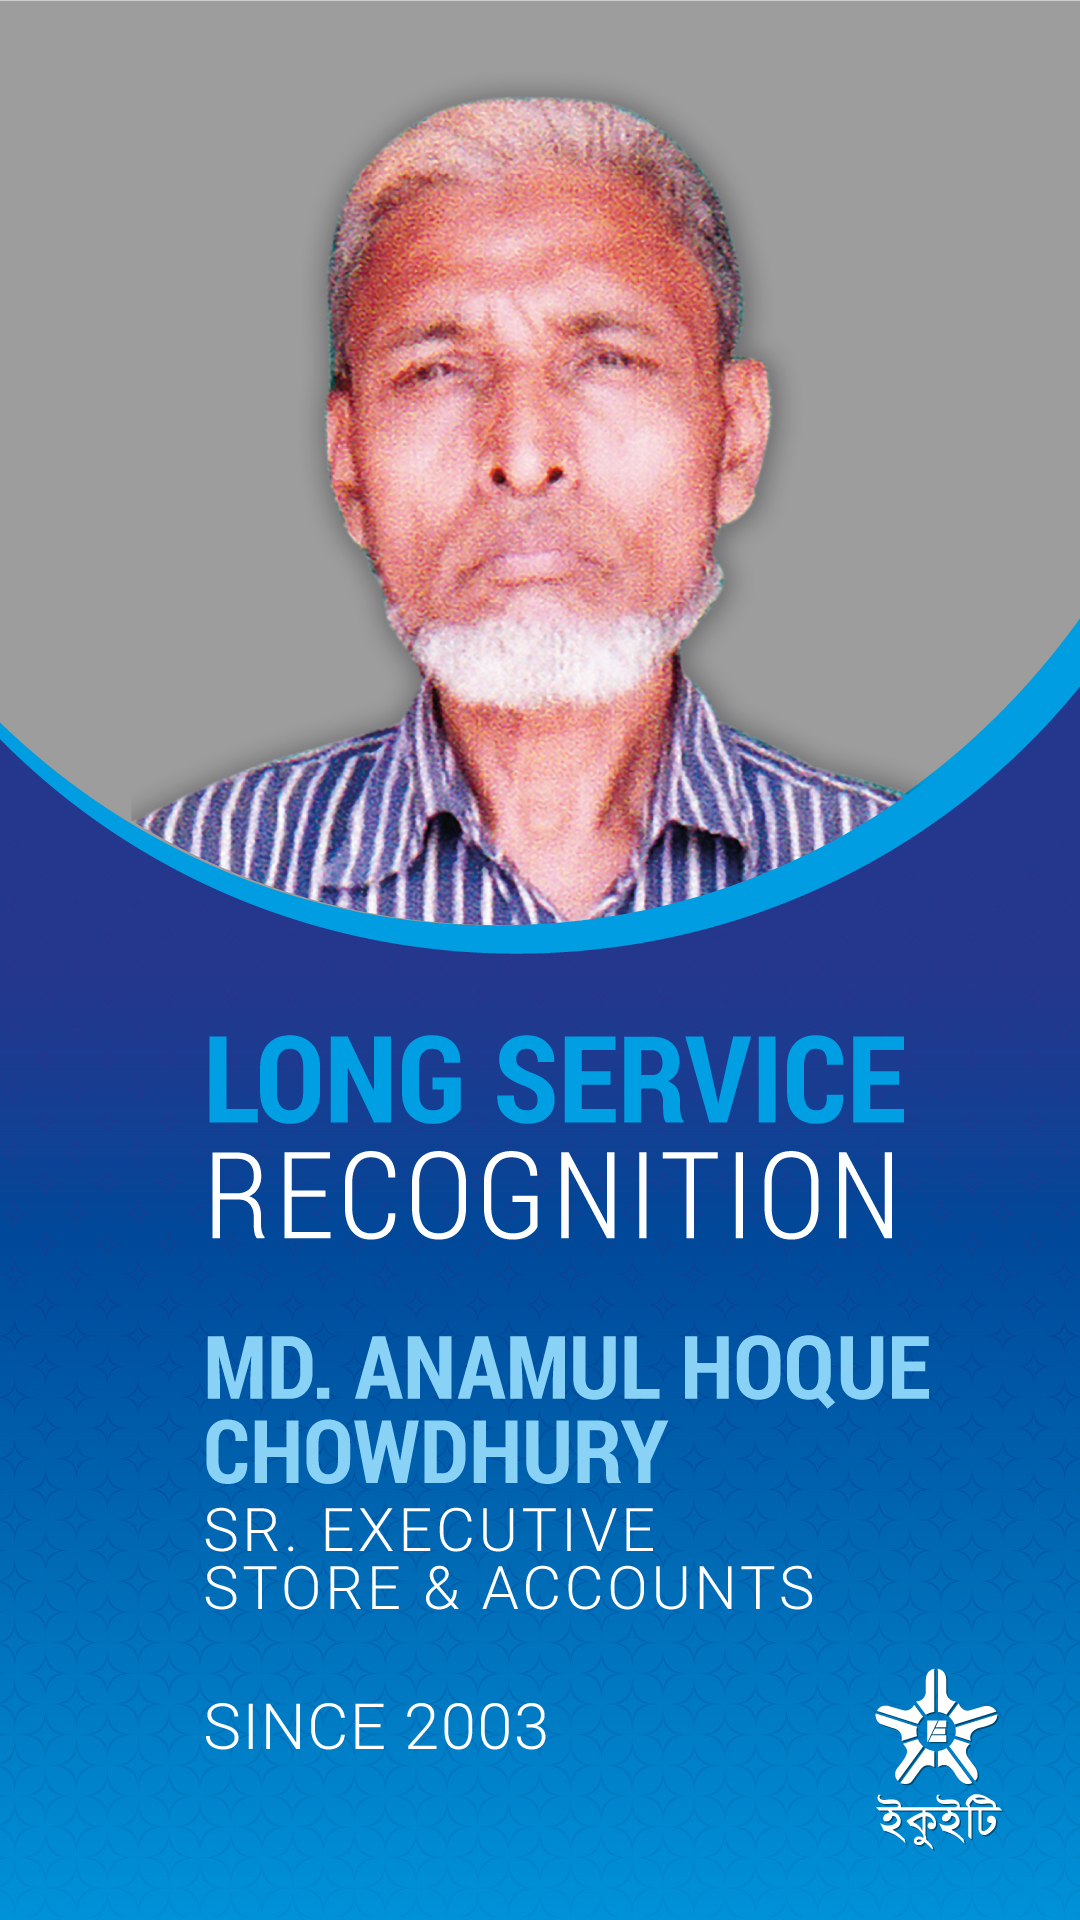 LONG SERVICE
RECOGNITION
MD. ANAMUL HOQUE
CHOWDHURY
SR. EXECUTIVE
STORE & ACCOUNTS
SINCE 2003
ইকুইটি